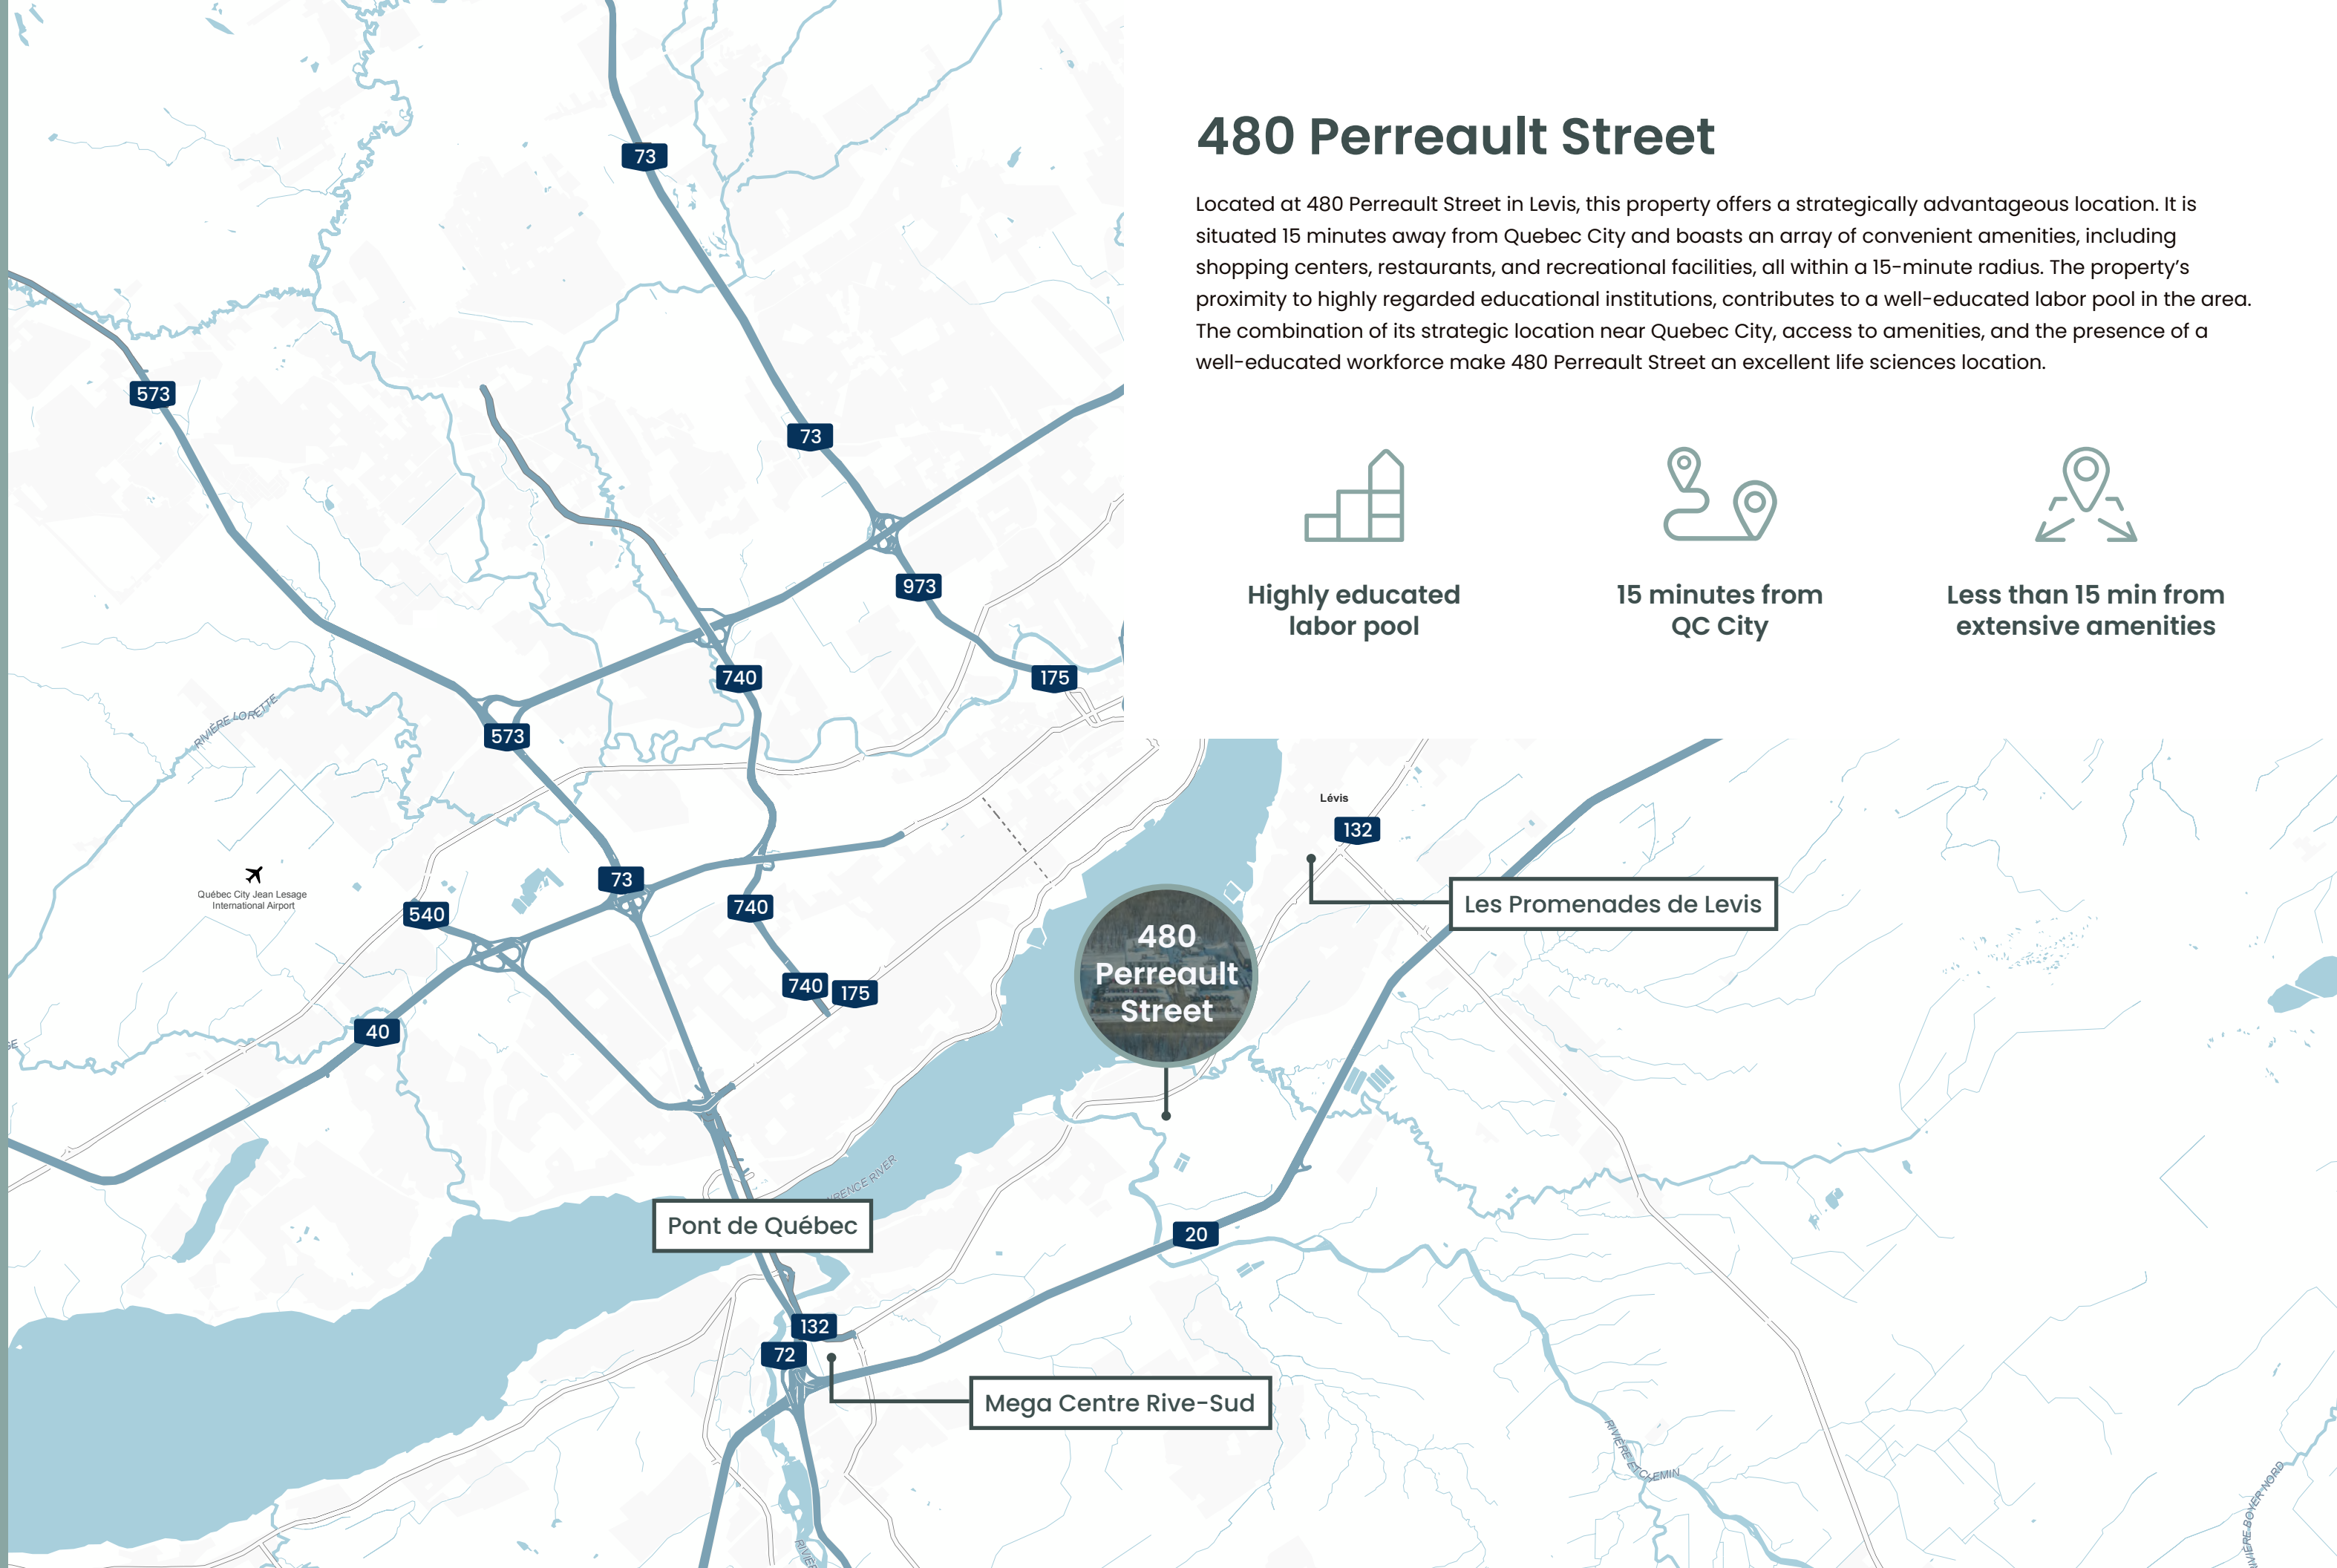 480 Perreault Street
Located at 480 Perreault Street in Levis, this property offers a strategically advantageous location. It is
situated 15 minutes away from Quebec City and boasts an array of convenient amenities, including
shopping centers, restaurants, and recreational facilities, all within a 15-minute radius. The property’s
proximity to highly regarded educational institutions, contributes to a well-educated labor pool in the area.
The combination of its strategic location near Quebec City, access to amenities, and the presence of a
well-educated workforce make 480 Perreault Street an excellent life sciences location.
Highly educated
labor pool
15 minutes from
QC City
Less than 15 min from
extensive amenities
73
573
73
973
740
175
RIVIÈRE LORETTE
573
Lévis
132
Québec City Jean Lesage
International Airport
73
540
740
Les Promenades de Levis
480
Perreault
Street
740
175
40
RIVER
Pont de Québec
20
132
72
Mega Centre Rive-Sud
RIVIÈRE ETCHEMIN
BOYER NORD